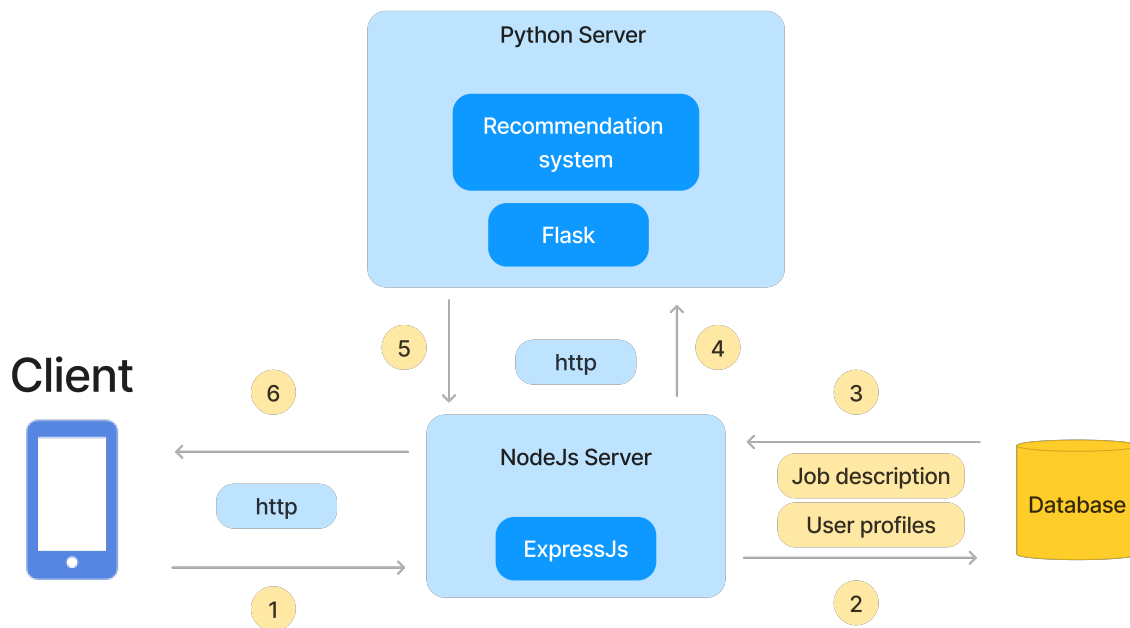 Python Server
Recommendation
system
Flask
5
http
4
Client
6
3
NodeJs Server
Job description
http
Database
User profiles
ExpressJs
1
2